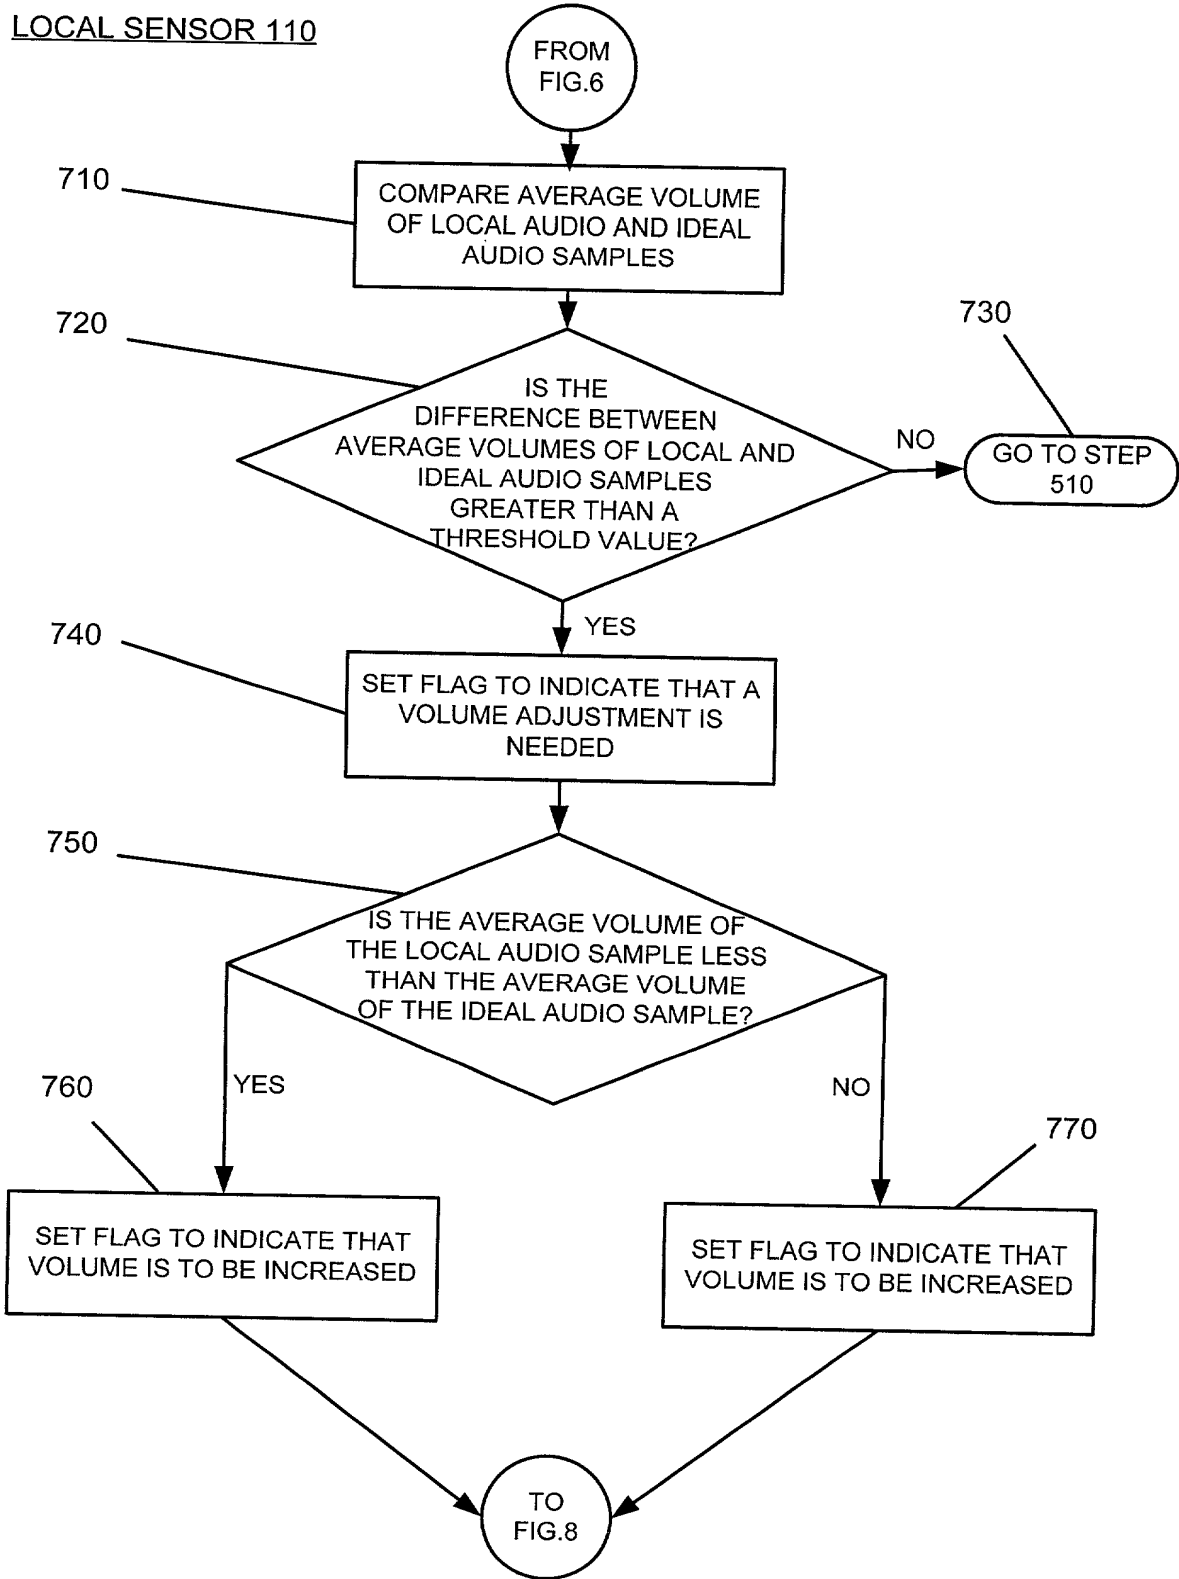 LOCAL SENSOR 110
FROM
FIG.6
710
COMPARE AVERAGE VOLUME
OF LOCAL AUDIO AND IDEAL
AUDIO SAMPLES
720
IS THE
DIFFERENCE BETWEEN
AVERAGE VOLUMES OF LOCAL AND
IDEAL AUDIO SAMPLES
GREATER THAN A
THRESHOLD VALUE?
NO
730
GO TO STEP
510
YES
740
SET FLAG TO INDICATE THAT A
VOLUME ADJUSTMENT IS
NEEDED
750
IS THE AVERAGE VOLUME OF
THE LOCAL AUDIO SAMPLE LESS
THAN THE AVERAGE VOLUME
OF THE IDEAL AUDIO SAMPLE?
YES
NO
760
SET FLAG TO INDICATE THAT
VOLUME IS TO BE INCREASED
770
SET FLAG TO INDICATE THAT
VOLUME IS TO BE INCREASED
TO
FIG.8